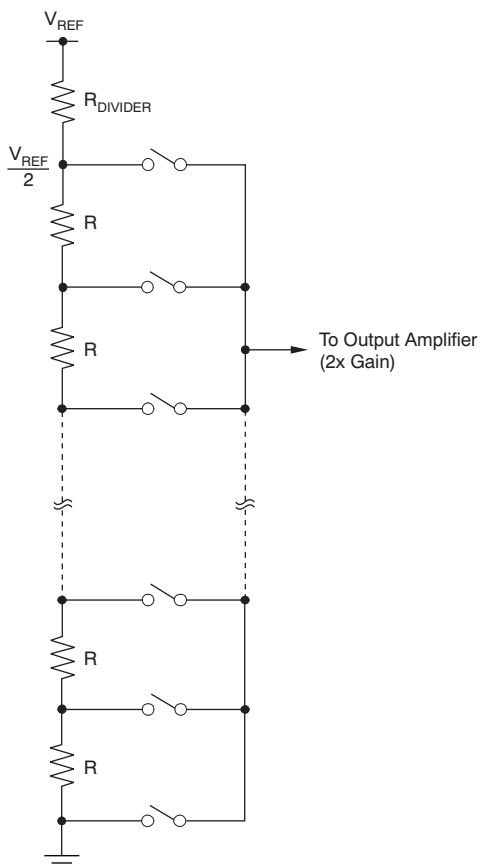 V_REF
R_DIVIDER
V_REF
2
R
R
To Output Amplifier
(2x Gain)
R
R